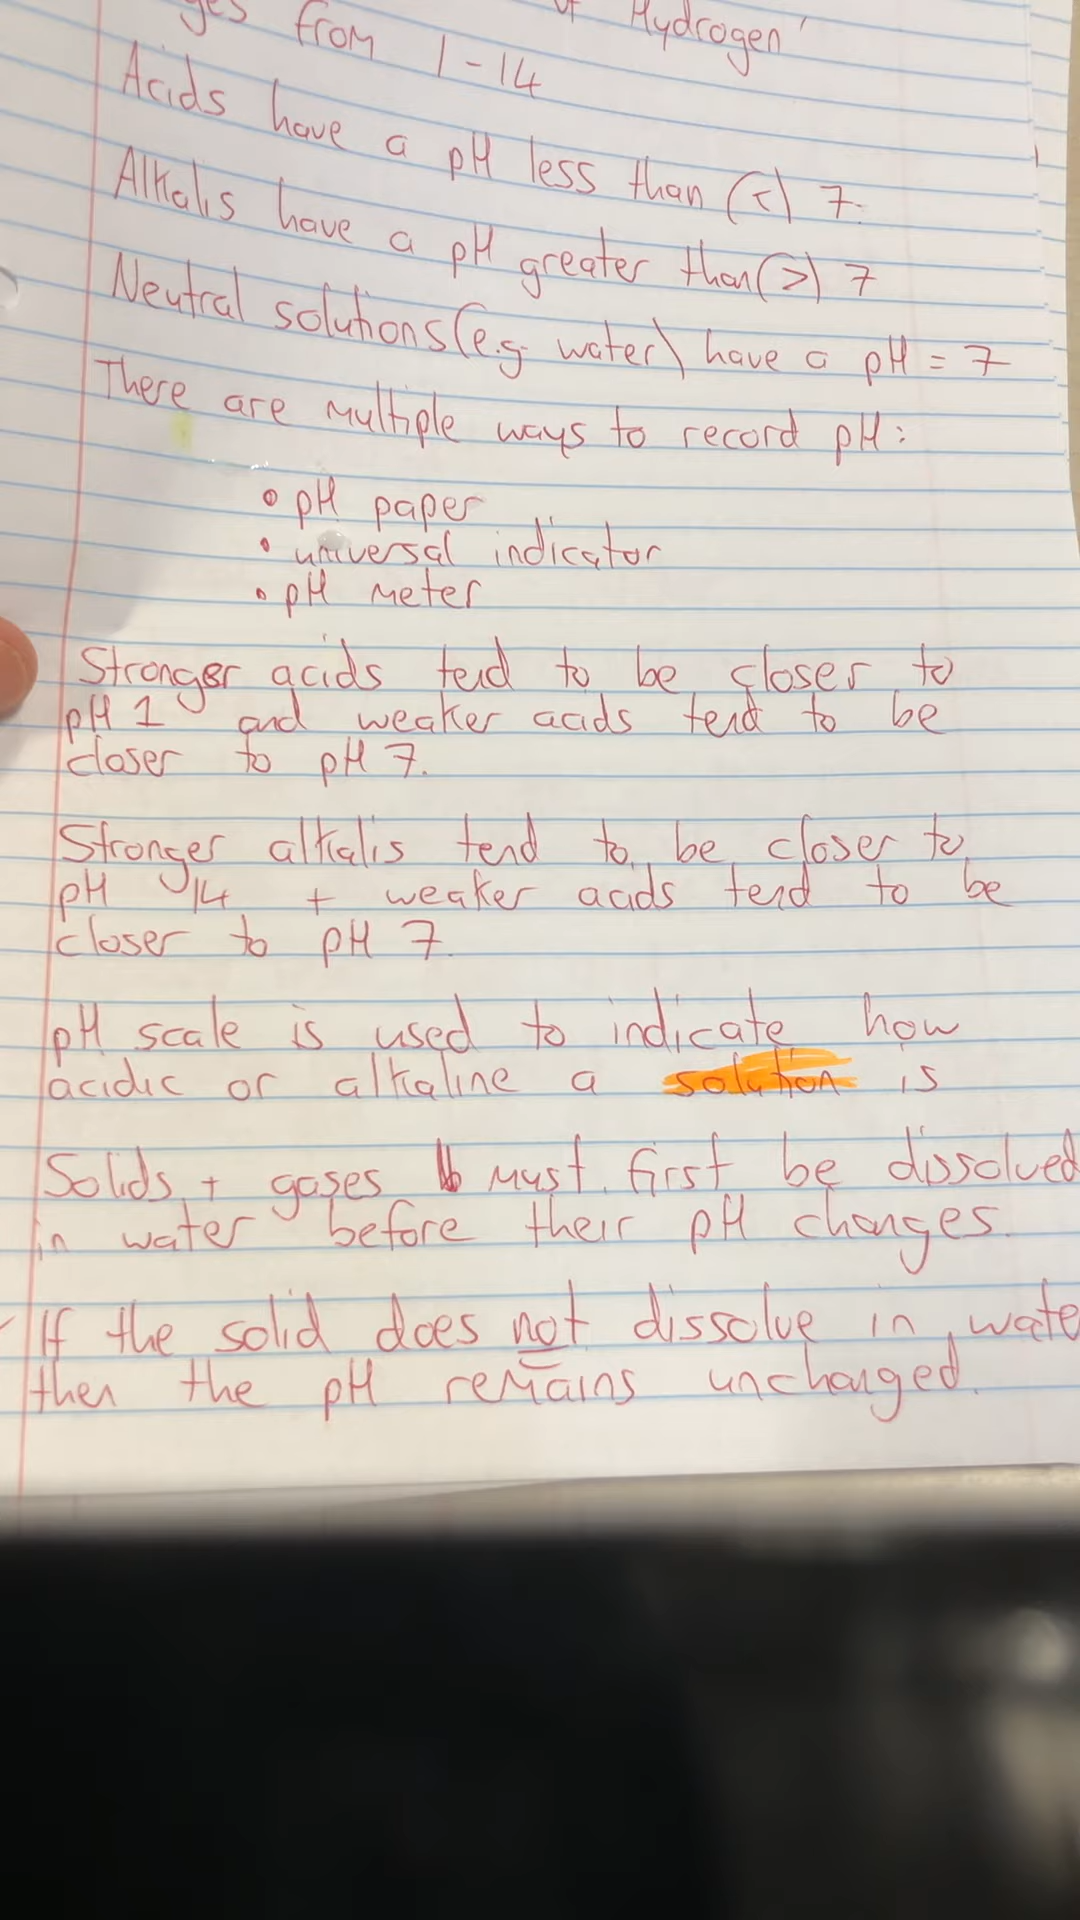 from of Hydrogen'
1-14
Acids have a pH less than (<) 7.
Alkalis have a pH greater than (>) 7
Neutral solutions (e.g. water) have a pH = 7
There are multiple ways to record pH:
• pH paper
• universal indicator
• pH meter
Stronger acids tend to be closer to
pH 1 and weaker acids tend to be
closer to pH 7.
Stronger alkalis tend to be closer to
pH 14 + weaker acids tend to be
closer to pH 7.
pH scale is used to indicate how
acidic or alkaline a solution is
Solids + gases must first be dissolved
in water before their pH changes.
If the solid does not dissolve in wate
then the pH remains unchanged.